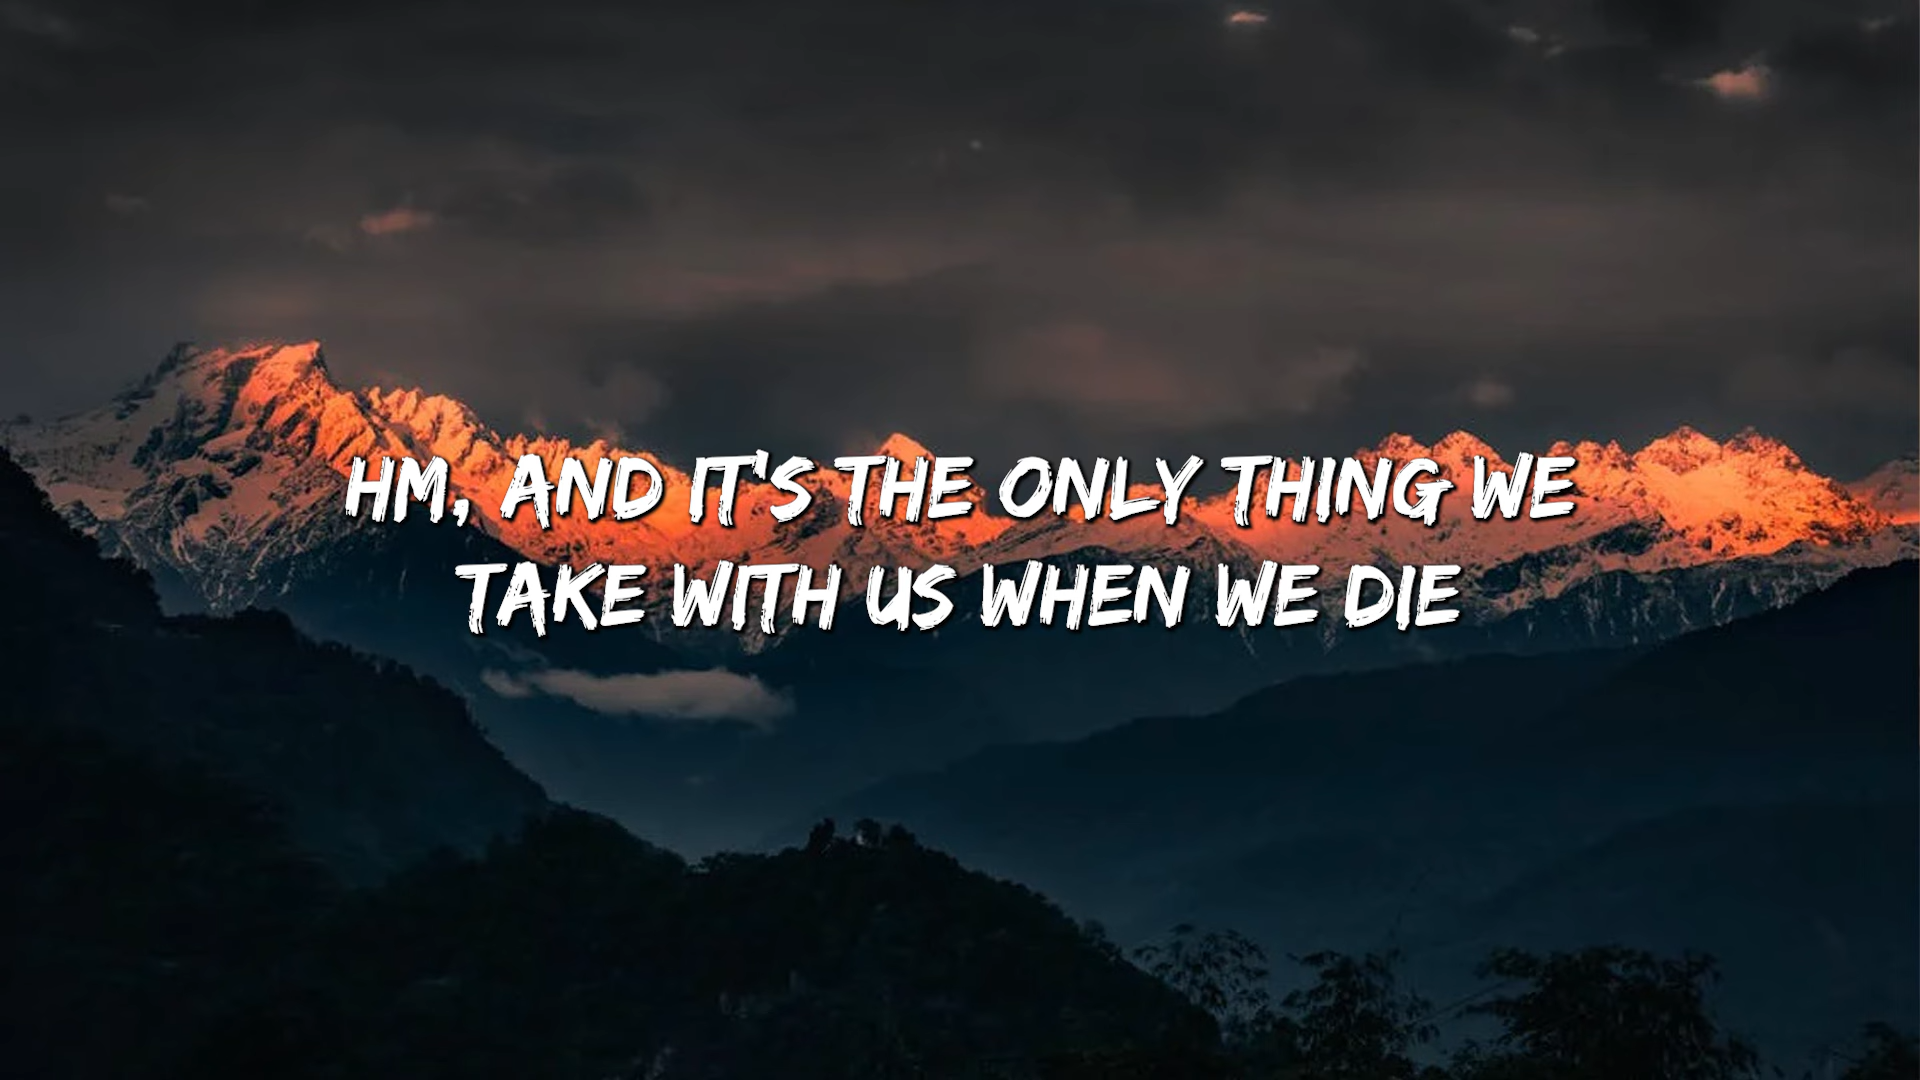 HM, AND IT'S THE ONLY THING WE
TAKE WITH US WHEN WE DIE